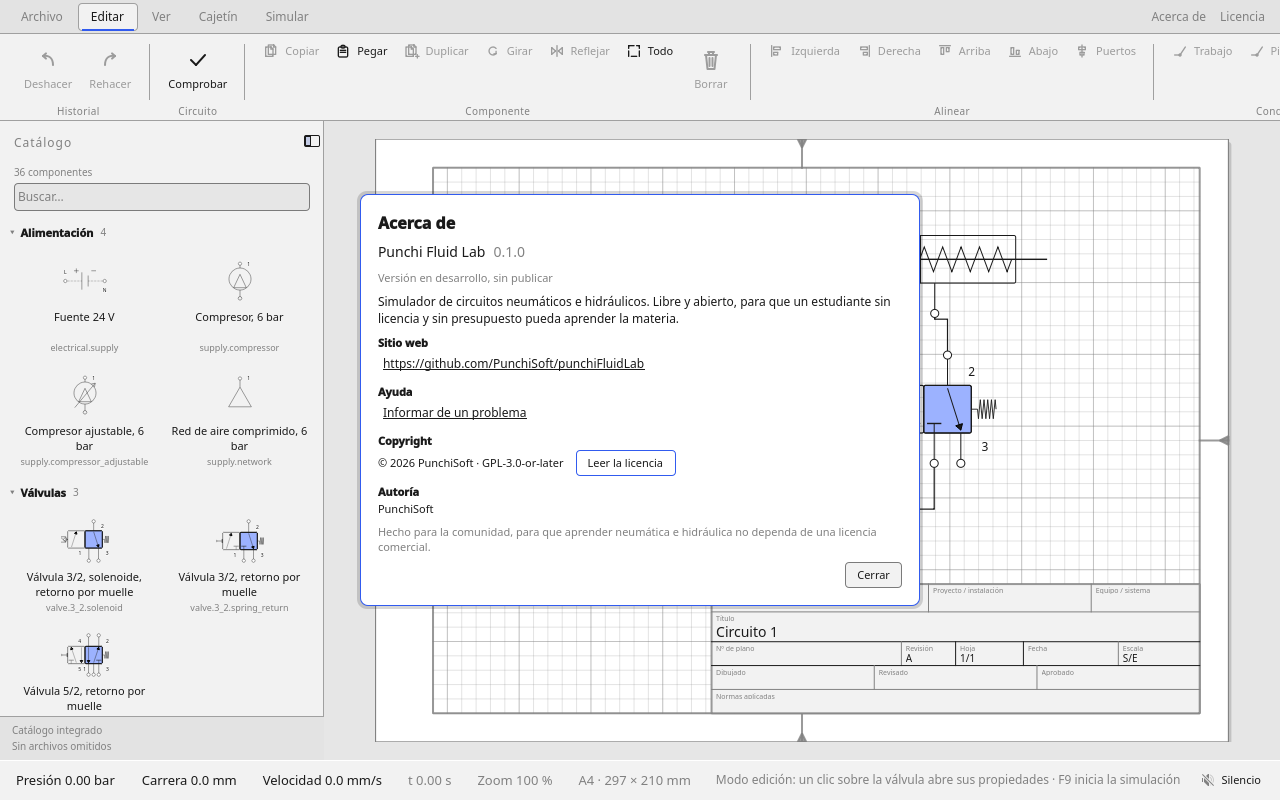 Archivo
Editar
Ver
Cajetín
Simular
Acerca de
Licencia
Deshacer
Rehacer
Historial
Comprobar
Circuito
Copiar
Pegar
Duplicar
Girar
Reflejar
Todo
Borrar
Componente
Izquierda
Derecha
Arriba
Abajo
Puertos
Alinear
Trabajo
Catálogo
36 componentes
Buscar...
Alimentación 4
Fuente 24 V
electrical.supply
Compresor, 6 bar
supply.compressor
Compresor ajustable, 6
bar
supply.compressor_adjustable
Red de aire comprimido, 6
bar
supply.network
Válvulas 3
Válvula 3/2, solenoide,
retorno por muelle
valve.3_2.solenoid
Válvula 3/2, retorno por
muelle
valve.3_2.spring_return
Válvula 5/2, retorno por
muelle
Catálogo integrado
Sin archivos omitidos
Acerca de
Punchi Fluid Lab 0.1.0
Versión en desarrollo, sin publicar
Simulador de circuitos neumáticos e hidráulicos. Libre y abierto, para que un estudiante sin
licencia y sin presupuesto pueda aprender la materia.
Sitio web
https://github.com/PunchiSoft/punchiFluidLab
Ayuda
Informar de un problema
Copyright
© 2026 PunchiSoft · GPL-3.0-or-later
Leer la licencia
Autoría
PunchiSoft
Hecho para la comunidad, para que aprender neumática e hidráulica no dependa de una licencia
comercial.
Cerrar
2
3
Proyecto / instalación
Equipo / sistema
Título
Circuito 1
Nº de plano
Revisión
A
Hoja
1/1
Fecha
Escala
S/E
Dibujado
Revisado
Aprobado
Normas aplicadas
Presión 0.00 bar
Carrera 0.0 mm
Velocidad 0.0 mm/s
t 0.00 s
Zoom 100 %
A4 · 297 × 210 mm
Modo edición: un clic sobre la válvula abre sus propiedades · F9 inicia la simulación
Silencio